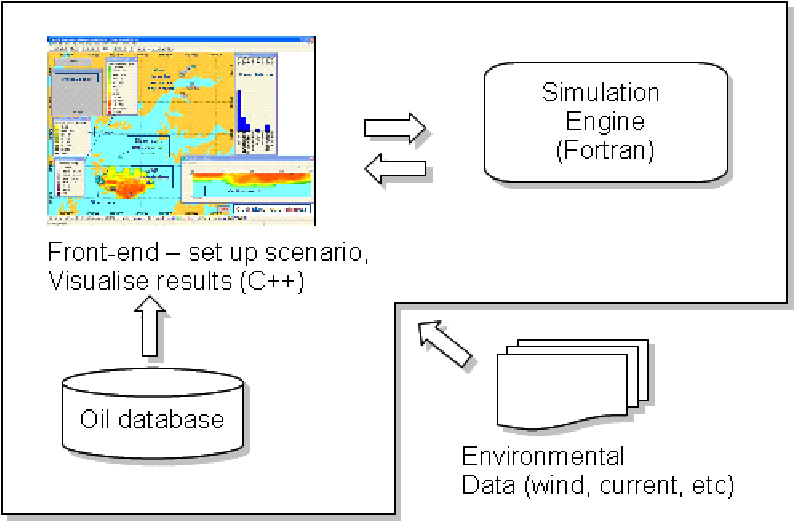 Simulation
Engine
(Fortran)
Front-end – set up scenario,
Visualise results (C++)
Oil database
Environmental
Data (wind, current, etc)